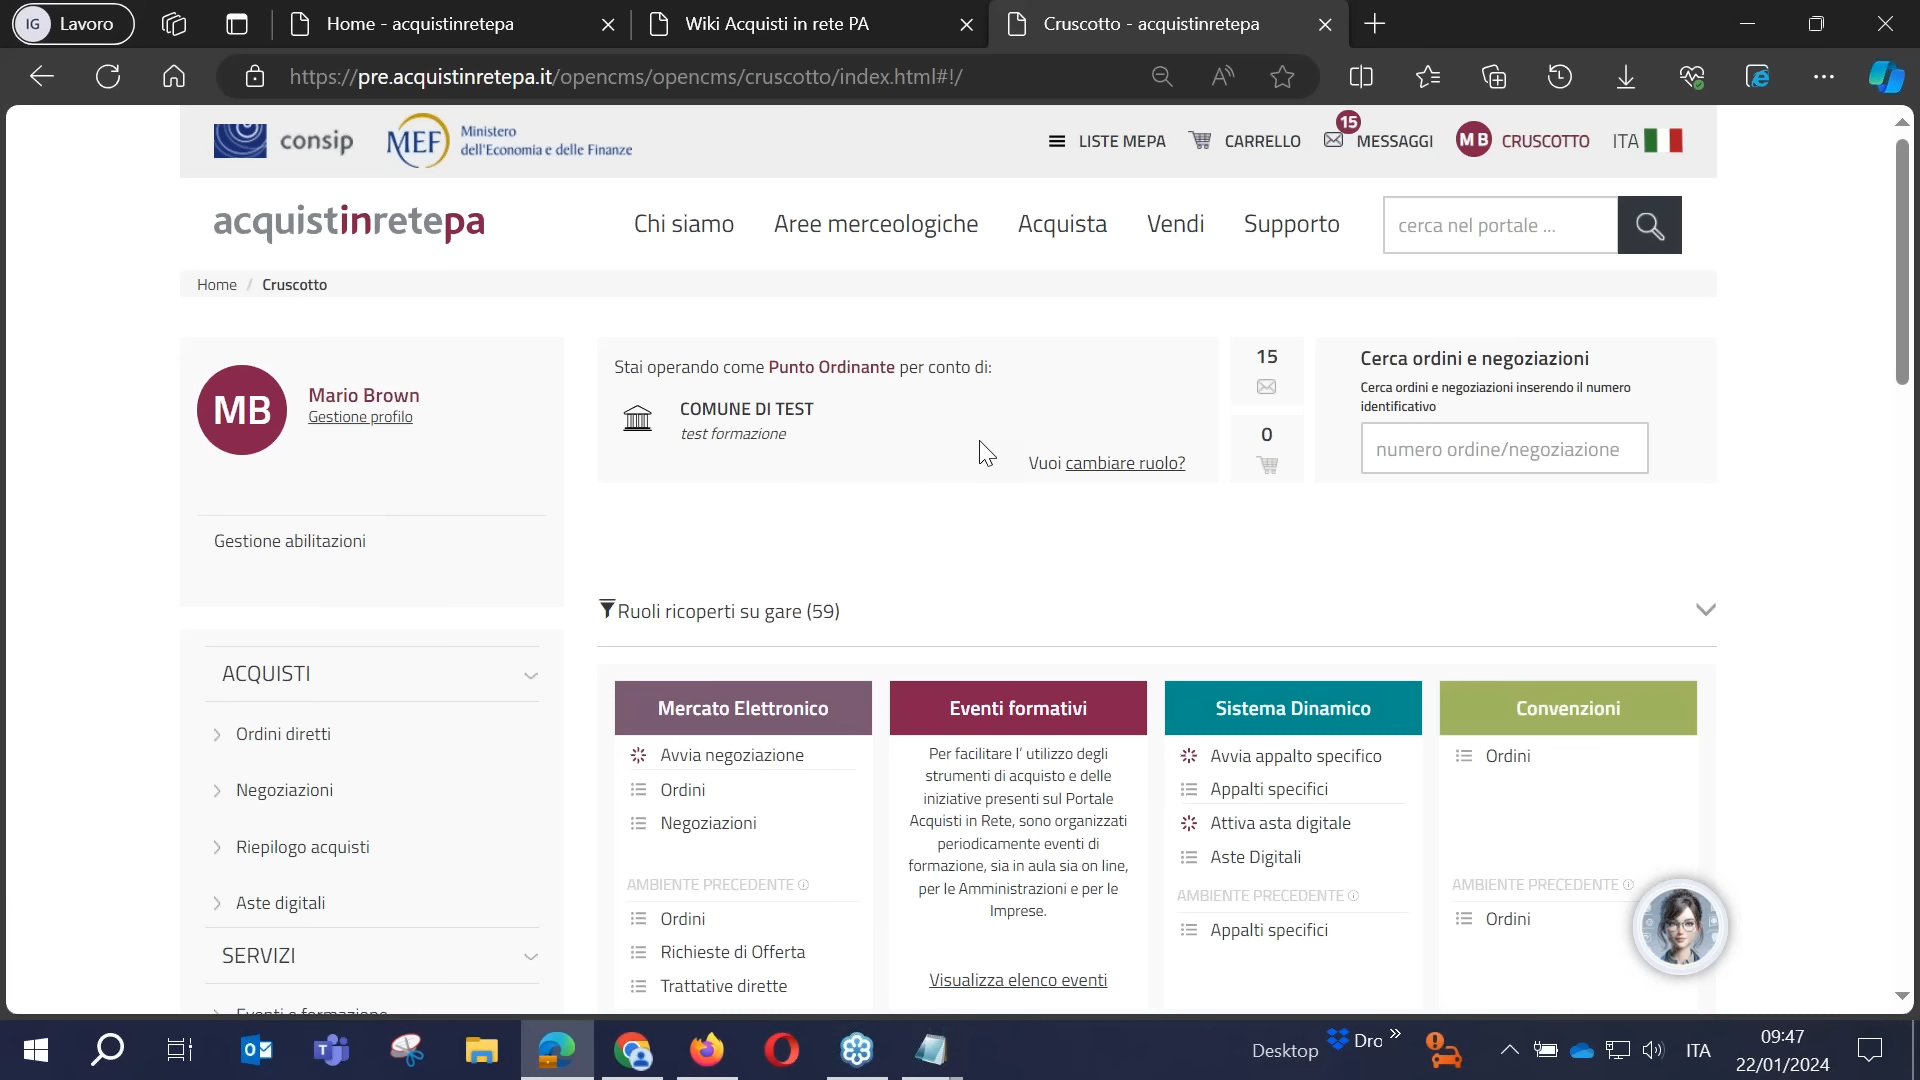 IG Lavoro
Home - acquistinretepa
Wiki Acquisti in rete PA
Cruscotto - acquistinretepa
https://pre.acquistinretepa.it/opencms/opencms/cruscotto/index.html#!/
consip
MEF
Ministero
dell'Economia e delle Finanze
LISTE MEPA
CARRELLO
15
MESSAGGI
MB
CRUSCOTTO
ITA
acquistinretepa
Chi siamo
Aree merceologiche
Acquista
Vendi
Supporto
cerca nel portale ...
Home / Cruscotto
MB
Mario Brown
Gestione profilo
Gestione abilitazioni
Stai operando come Punto Ordinante per conto di:
COMUNE DI TEST
test formazione
Vuoi cambiare ruolo?
15
0
Cerca ordini e negoziazioni
Cerca ordini e negoziazioni inserendo il numero
identificativo
numero ordine/negoziazione
Ruoli ricoperti su gare (59)
ACQUISTI
Ordini diretti
Negoziazioni
Riepilogo acquisti
Aste digitali
SERVIZI
Eventi e formazione
Mercato Elettronico
Avvia negoziazione
Ordini
Negoziazioni
AMBIENTE PRECEDENTE
Ordini
Richieste di Offerta
Trattative dirette
Eventi formativi
Per facilitare l' utilizzo degli
strumenti di acquisto e delle
iniziative presenti sul Portale
Acquisti in Rete, sono organizzati
periodicamente eventi di
formazione, sia in aula sia on line,
per le Amministrazioni e per le
Imprese.
Visualizza elenco eventi
Sistema Dinamico
Avvia appalto specifico
Appalti specifici
Attiva asta digitale
Aste Digitali
AMBIENTE PRECEDENTE
Appalti specifici
Convenzioni
Ordini
AMBIENTE PRECEDENTE
Ordini
Desktop
Dro
ITA
09:47
22/01/2024